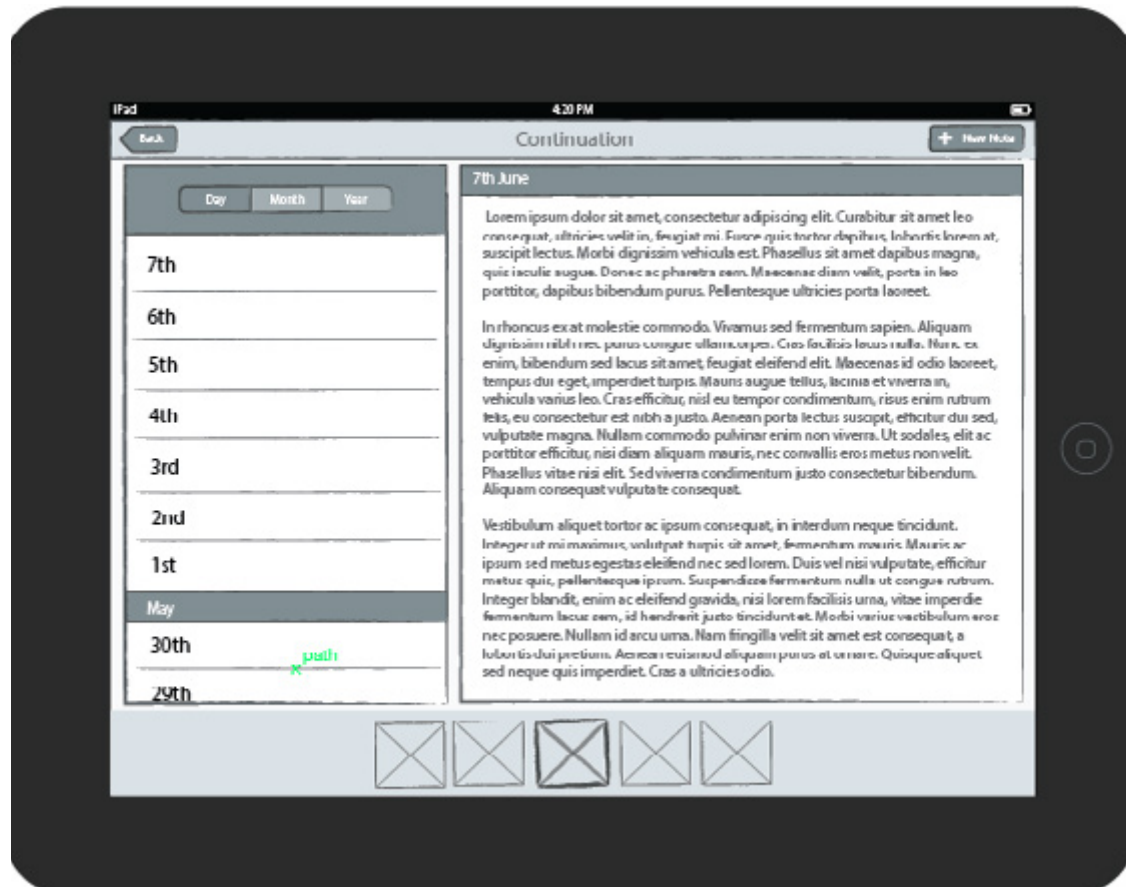 iPad
4:20 PM
Back
Continuation
+ New Note
Day Month Year
7th
6th
5th
4th
3rd
2nd
1st
May
30th
path
29th
7th June
Lorem ipsum dolor sit amet, consectetur adipiscing elit. Curabitur sit amet leo
consequat, ultricies velit in, feugiat mi. Fusce quis tortor dapibus, lobortis lorem at,
suscipit lectus. Morbi dignissim vehicula est. Phasellus sit amet dapibus magna,
quis iaculis augue. Donec ac pharetra sem. Maecenas diam velit, porta in leo
porttitor, dapibus bibendum purus. Pellentesque ultricies porta laoreet.
In rhoncus ex at molestie commodo. Vivamus sed fermentum sapien. Aliquam
dignissim nibh nec purus congue ullamcorper. Cras facilisis lacus nulla. Nunc ex
enim, bibendum sed lacus sit amet, feugiat eleifend elit. Maecenas id odio laoreet,
tempus dui eget, imperdiet turpis. Mauris augue tellus, lacinia et viverra in,
vehicula varius leo. Cras efficitur, nisl eu tempor condimentum, risus enim rutrum
felis, eu consectetur est nibh a justo. Aenean porta lectus suscipit, efficitur dui sed,
vulputate magna. Nullam commodo pulvinar enim non viverra. Ut sodales, elit ac
porttitor efficitur, nisi diam aliquam mauris, nec convallis eros metus non velit.
Phasellus vitae nisi elit. Sed viverra condimentum justo consectetur bibendum.
Aliquam consequat vulputate consequat.
Vestibulum aliquet tortor ac ipsum consequat, in interdum neque tincidunt.
Integer ut mi maximus, volutpat turpis sit amet, fermentum mauris. Mauris ac
ipsum sed metus egestas eleifend nec sed lorem. Duis vel nisi vulputate, efficitur
metus quis, pellentesque ipsum. Suspendisse fermentum nulla ut congue rutrum.
Integer blandit, enim ac eleifend gravida, nisi lorem facilisis urna, vitae imperdie
fermentum lacus sem, id hendrerit justo tincidunt et. Morbi varius vestibulum eros
nec posuere. Nullam id arcu urna. Nam fringilla velit sit amet est consequat, a
lobortis dui pretium. Aenean euismod aliquam purus at ornare. Quisque aliquet
sed neque quis imperdiet. Cras a ultricies odio.